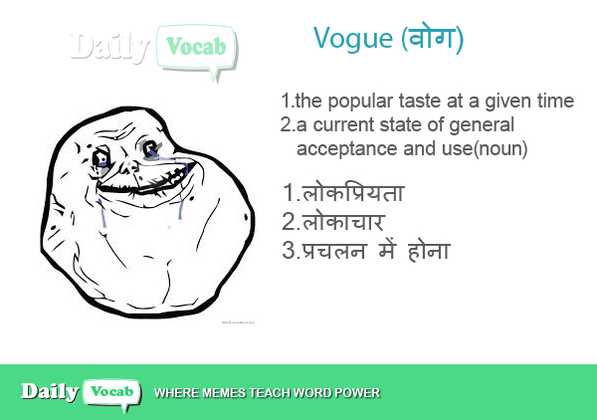 Daily Vocab
Vogue (वोग)
1.the popular taste at a given time
2.a current state of general
acceptance and use(noun)
1.लोकप्रियता
2.लोकाचार
3.प्रचलन में होना
Daily Vocab WHERE MEMES TEACH WORD POWER